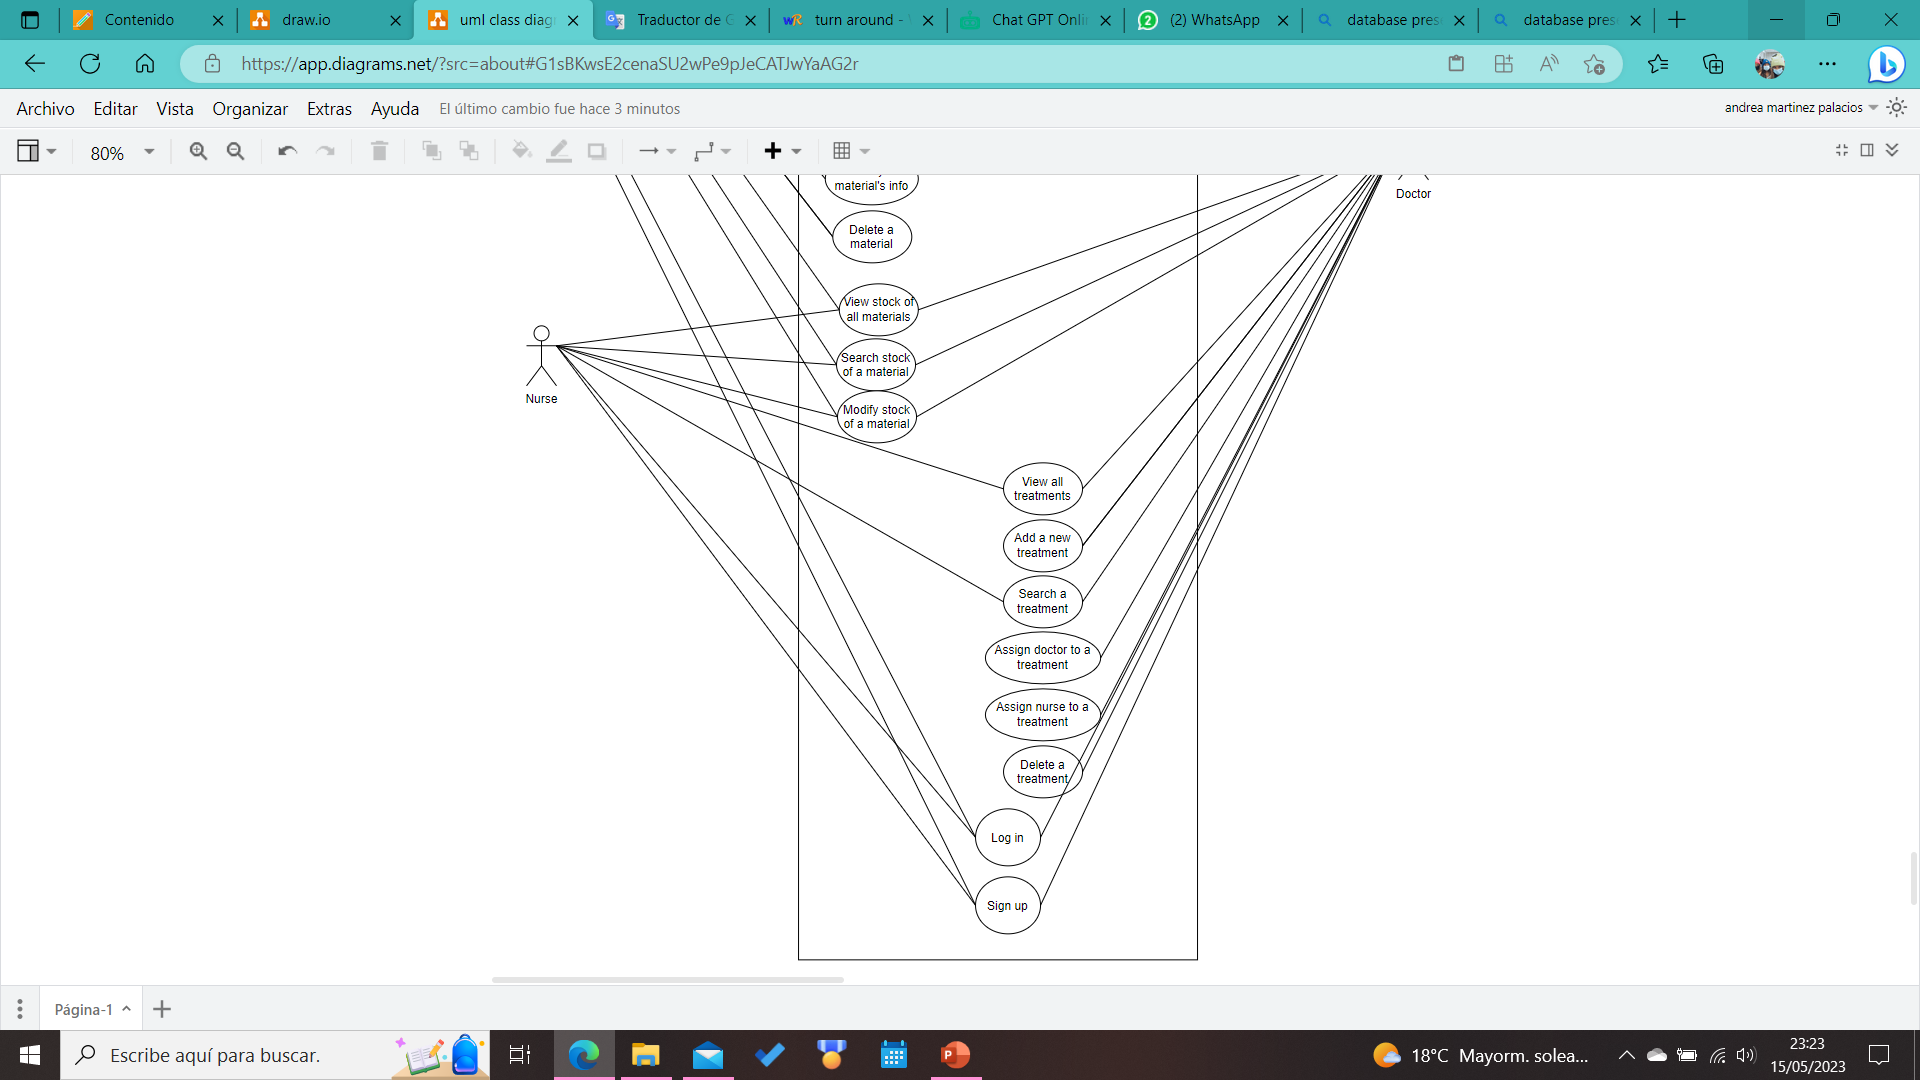 Contenido
draw.io
uml class diag
Traductor de G
turn around -
Chat GPT Onli
(2) WhatsApp
database pres
database pres
https://app.diagrams.net/?src=about#G1sBKwsE2cenaSU2wPe9pJeCATJwYaAG2r
Archivo Editar Vista Organizar Extras Ayuda El último cambio fue hace 3 minutos
andrea martinez palacios
80%
material's info
Doctor
Delete a
material
View stock of
all materials
Search stock
of a material
Nurse
Modify stock
of a material
View all
treatments
Add a new
treatment
Search a
treatment
Assign doctor to a
treatment
Assign nurse to a
treatment
Delete a
treatment
Log in
Sign up
Página-1
Escribe aquí para buscar.
18°C Mayorm. solea...
23:23
15/05/2023